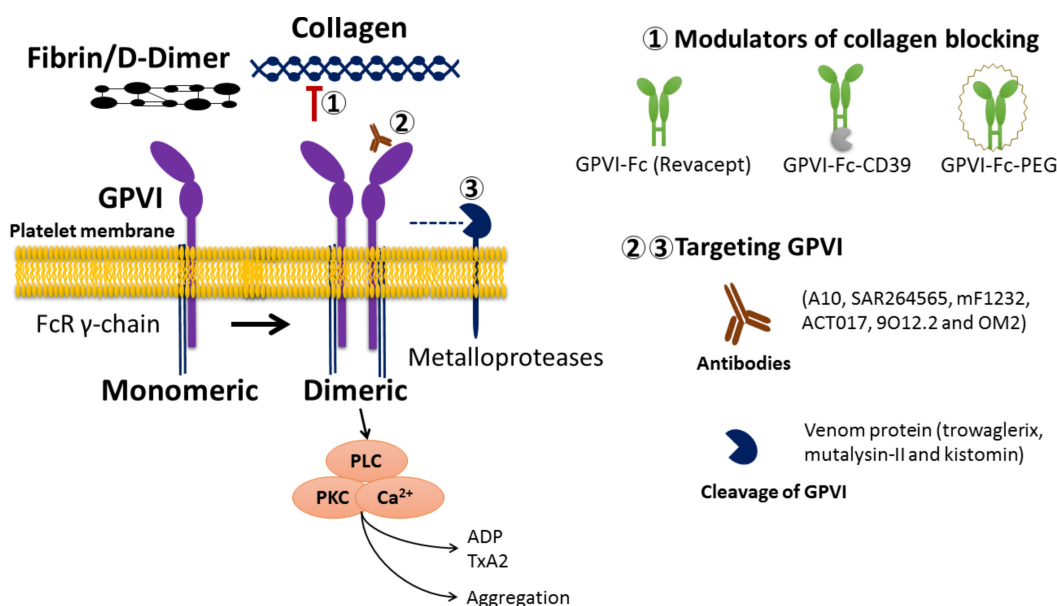 Collagen
Fibrin/D-Dimer
①
②
GPVI
③
Platelet membrane
FcR γ-chain
Metalloproteases
Monomeric
Dimeric
PLC
PKC
Ca²⁺
ADP
TxA2
Aggregation
① Modulators of collagen blocking
GPVI-Fc (Revacept)
GPVI-Fc-CD39
GPVI-Fc-PEG
②③Targeting GPVI
(A10, SAR264565, mF1232,
ACT017, 9O12.2 and OM2)
Antibodies
Venom protein (trowaglerix,
mutalysin-II and kistomin)
Cleavage of GPVI